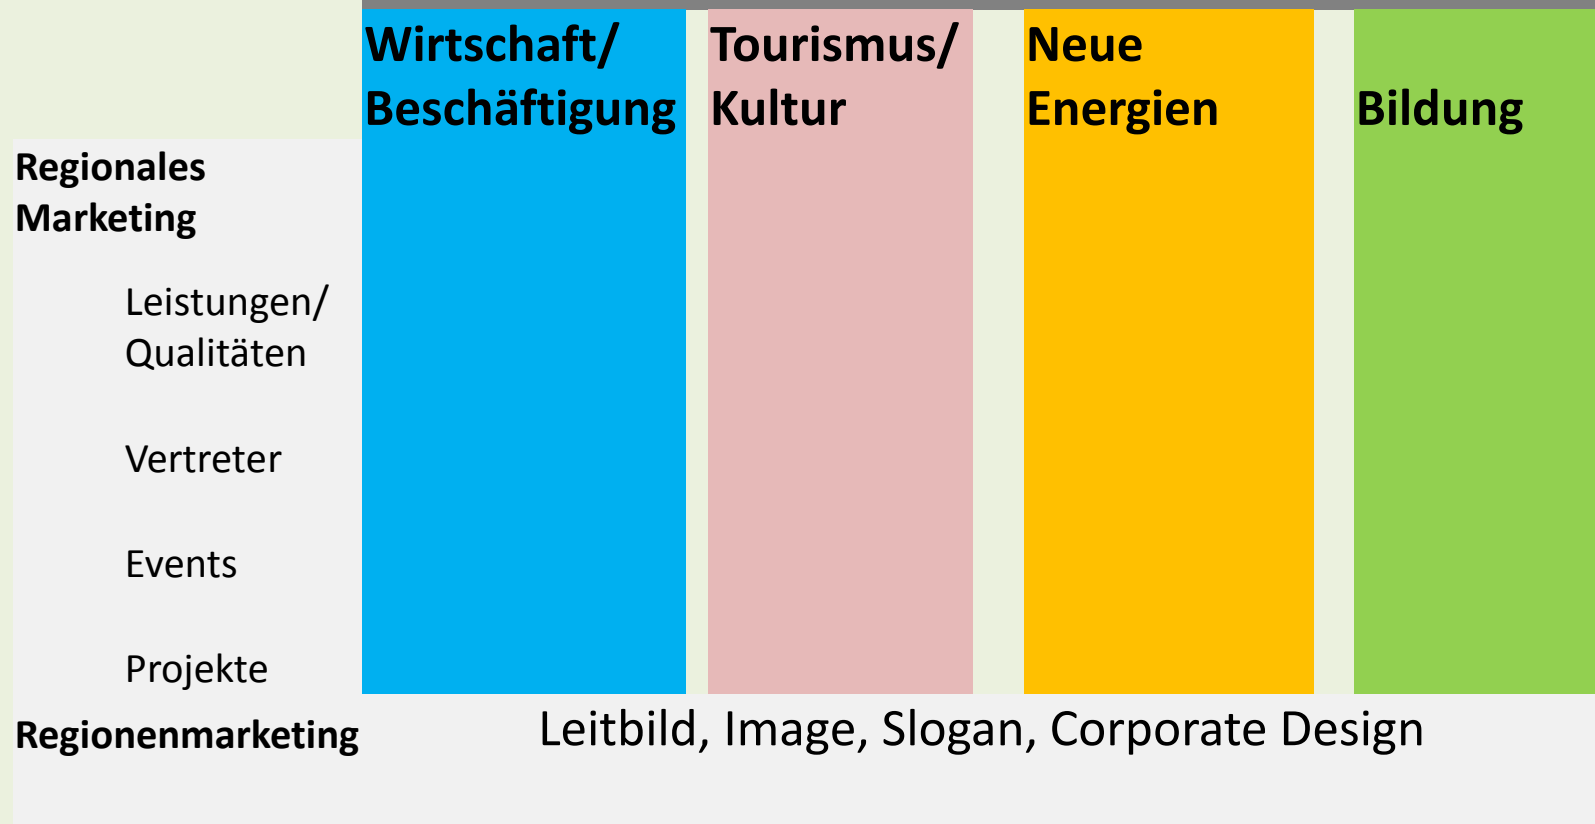 Wirtschaft/
Beschäftigung
Tourismus/
Kultur
Neue
Energien
Bildung
Regionales
Marketing
Leistungen/
Qualitäten
Vertreter
Events
Projekte
Regionenmarketing
Leitbild, Image, Slogan, Corporate Design